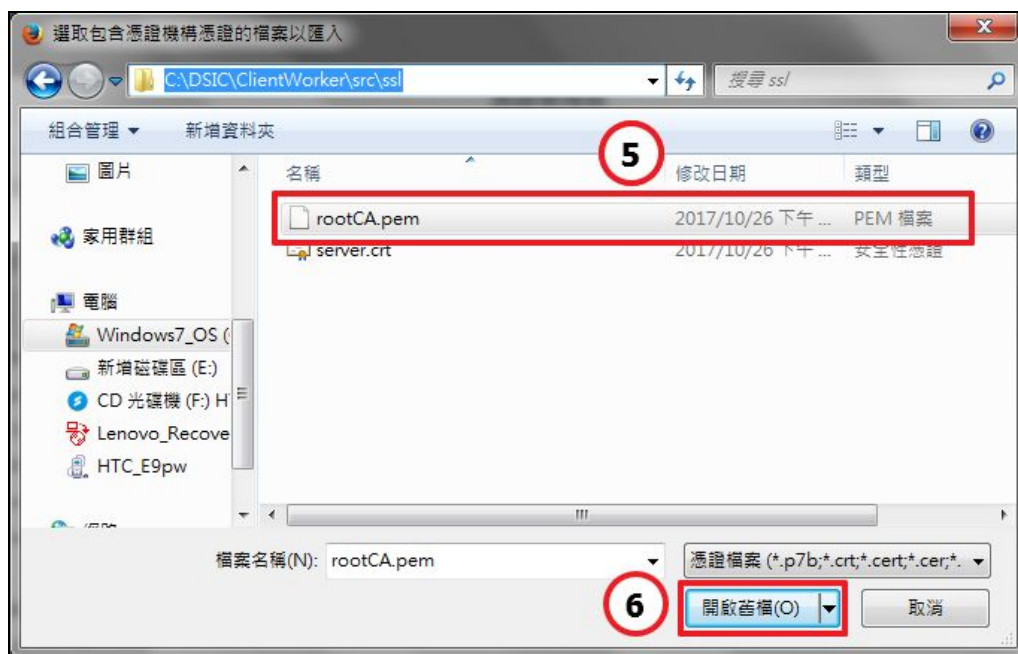 選取包含憑證機構憑證的檔案以匯入
C:\DSIC\ClientWorker\src\ssl
搜尋 ssl
組合管理 新增資料夾
5
名稱 修改日期 類型
圖片
rootCA.pem 2017/10/26 下午 ... PEM 檔案
家用群組
server.crt 2017/10/26 下午 ... 安全性憑證
電腦
Windows7_OS (
新增磁碟區 (E:)
CD 光碟機 (F:) H
Lenovo_Recove
HTC_E9pw
網路
檔案名稱(N): rootCA.pem 憑證檔案 (*.p7b;*.crt;*.cert;*.cer;*.
6
開啟舊檔(O) 取消